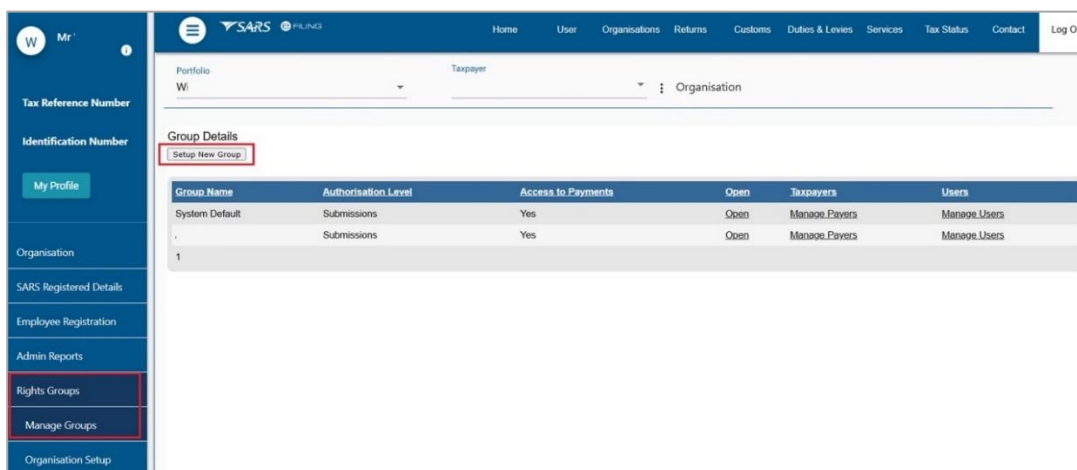 W Mr
SARS eFILING
Home User Organisations Returns Customs Duties & Levies Services Tax Status Contact Log O
Portfolio Taxpayer
Wi Organisation
Tax Reference Number
Identification Number
My Profile
Organisation
SARS Registered Details
Employee Registration
Admin Reports
Rights Groups
Manage Groups
Organisation Setup
Group Details
Setup New Group
Group Name Authorisation Level Access to Payments Open Taxpayers Users
System Default Submissions Yes Open Manage Payers Manage Users
. Submissions Yes Open Manage Payers Manage Users
1